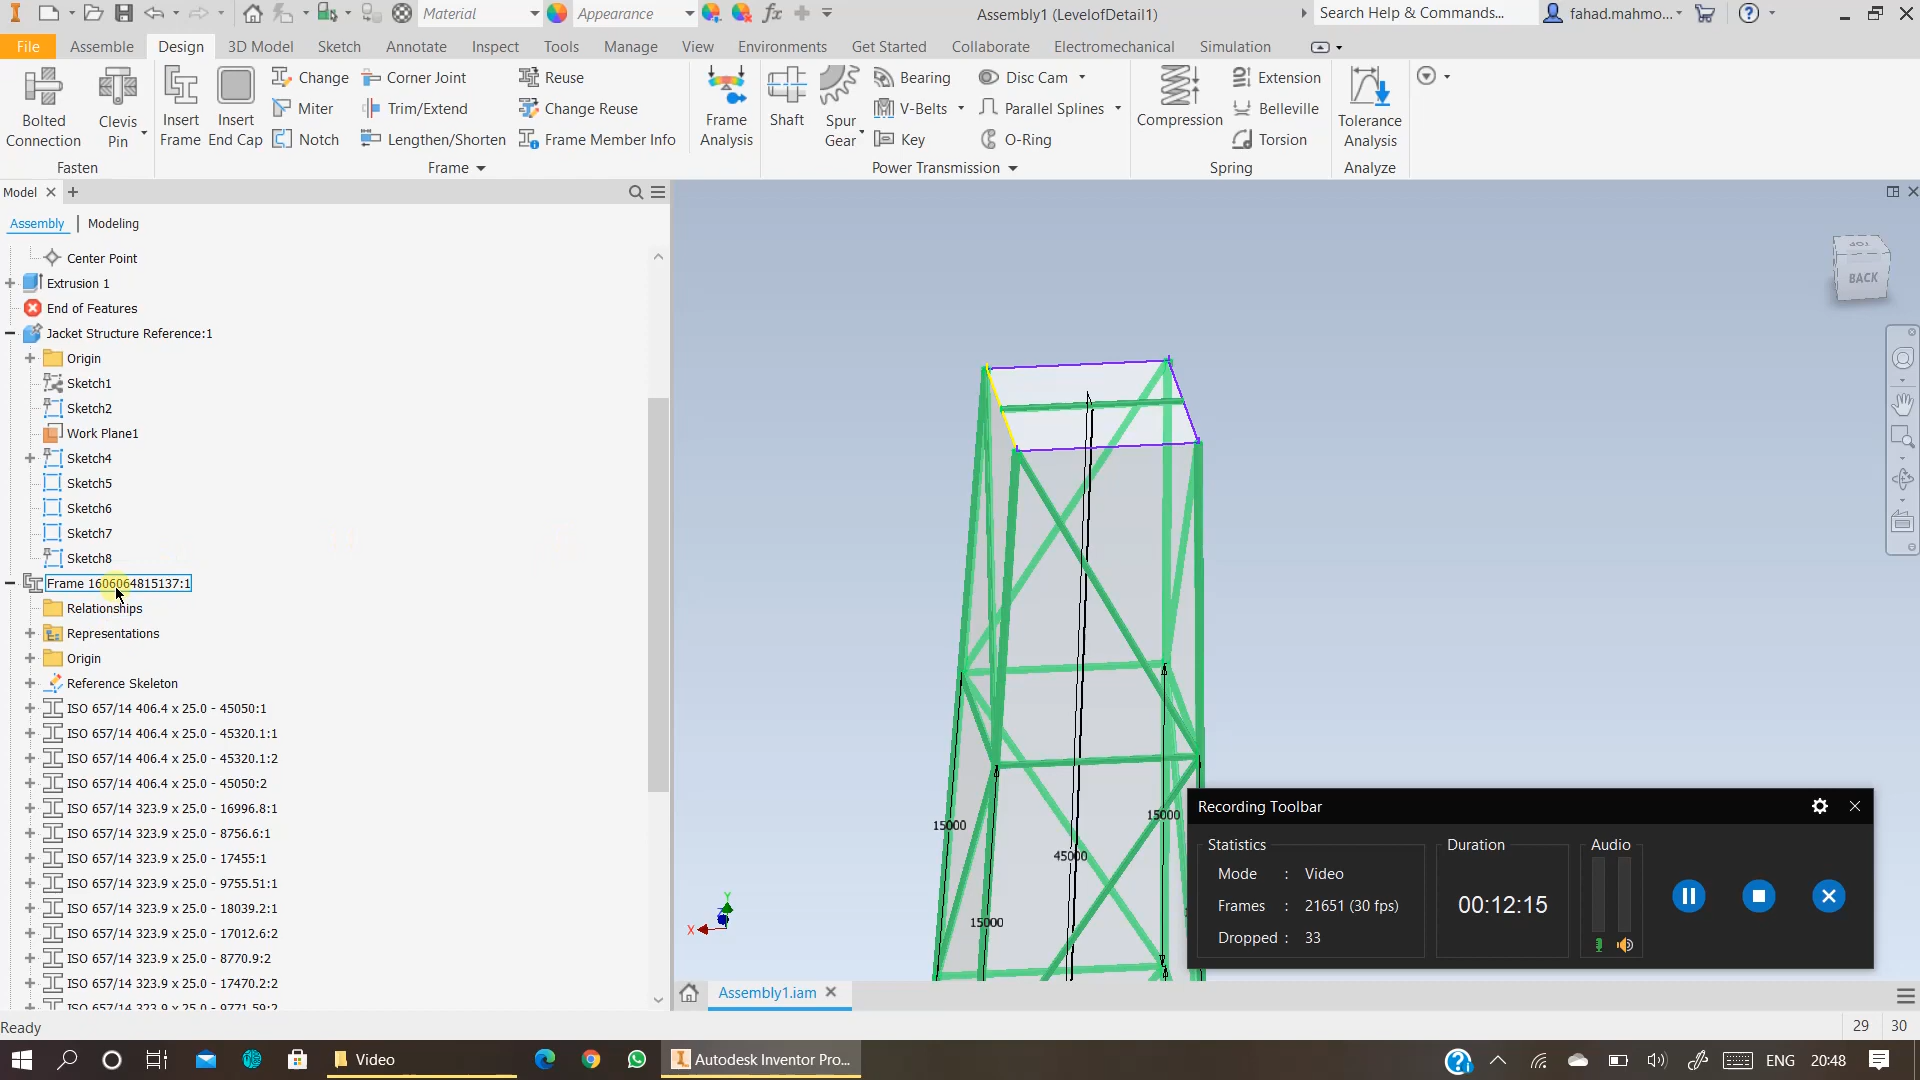 Material
Appearance
Assembly1 (LevelofDetail1)
Search Help & Commands...
fahad.mahmo...
File
Assemble
Design
3D Model
Sketch
Annotate
Inspect
Tools
Manage
View
Environments
Get Started
Collaborate
Electromechanical
Simulation
Bolted Connection
Clevis Pin
Fasten
Insert Frame
Insert End Cap
Change
Miter
Notch
Corner Joint
Trim/Extend
Lengthen/Shorten
Reuse
Change Reuse
Frame Member Info
Frame
Frame Analysis
Shaft
Spur Gear
Bearing
V-Belts
Key
Disc Cam
Parallel Splines
O-Ring
Power Transmission
Compression
Extension
Belleville
Torsion
Spring
Tolerance Analysis
Analyze
Model
Assembly
Modeling
Center Point
Extrusion 1
End of Features
Jacket Structure Reference:1
Origin
Sketch1
Sketch2
Work Plane1
Sketch4
Sketch5
Sketch6
Sketch7
Sketch8
Frame 1606064815137:1
Relationships
Representations
Origin
Reference Skeleton
ISO 657/14 406.4 x 25.0 - 45050:1
ISO 657/14 406.4 x 25.0 - 45320.1:1
ISO 657/14 406.4 x 25.0 - 45320.1:2
ISO 657/14 406.4 x 25.0 - 45050:2
ISO 657/14 323.9 x 25.0 - 16996.8:1
ISO 657/14 323.9 x 25.0 - 8756.6:1
ISO 657/14 323.9 x 25.0 - 17455:1
ISO 657/14 323.9 x 25.0 - 9755.51:1
ISO 657/14 323.9 x 25.0 - 18039.2:1
ISO 657/14 323.9 x 25.0 - 17012.6:2
ISO 657/14 323.9 x 25.0 - 8770.9:2
ISO 657/14 323.9 x 25.0 - 17470.2:2
ISO 657/14 323.9 x 25.0 - 9771.59:2
BACK
15000
15000
45000
15000
Y
X
Recording Toolbar
Statistics
Mode : Video
Frames : 21651 (30 fps)
Dropped : 33
Duration
00:12:15
Audio
Assembly1.iam
Ready
29
30
Video
Autodesk Inventor Pro...
ENG
20:48